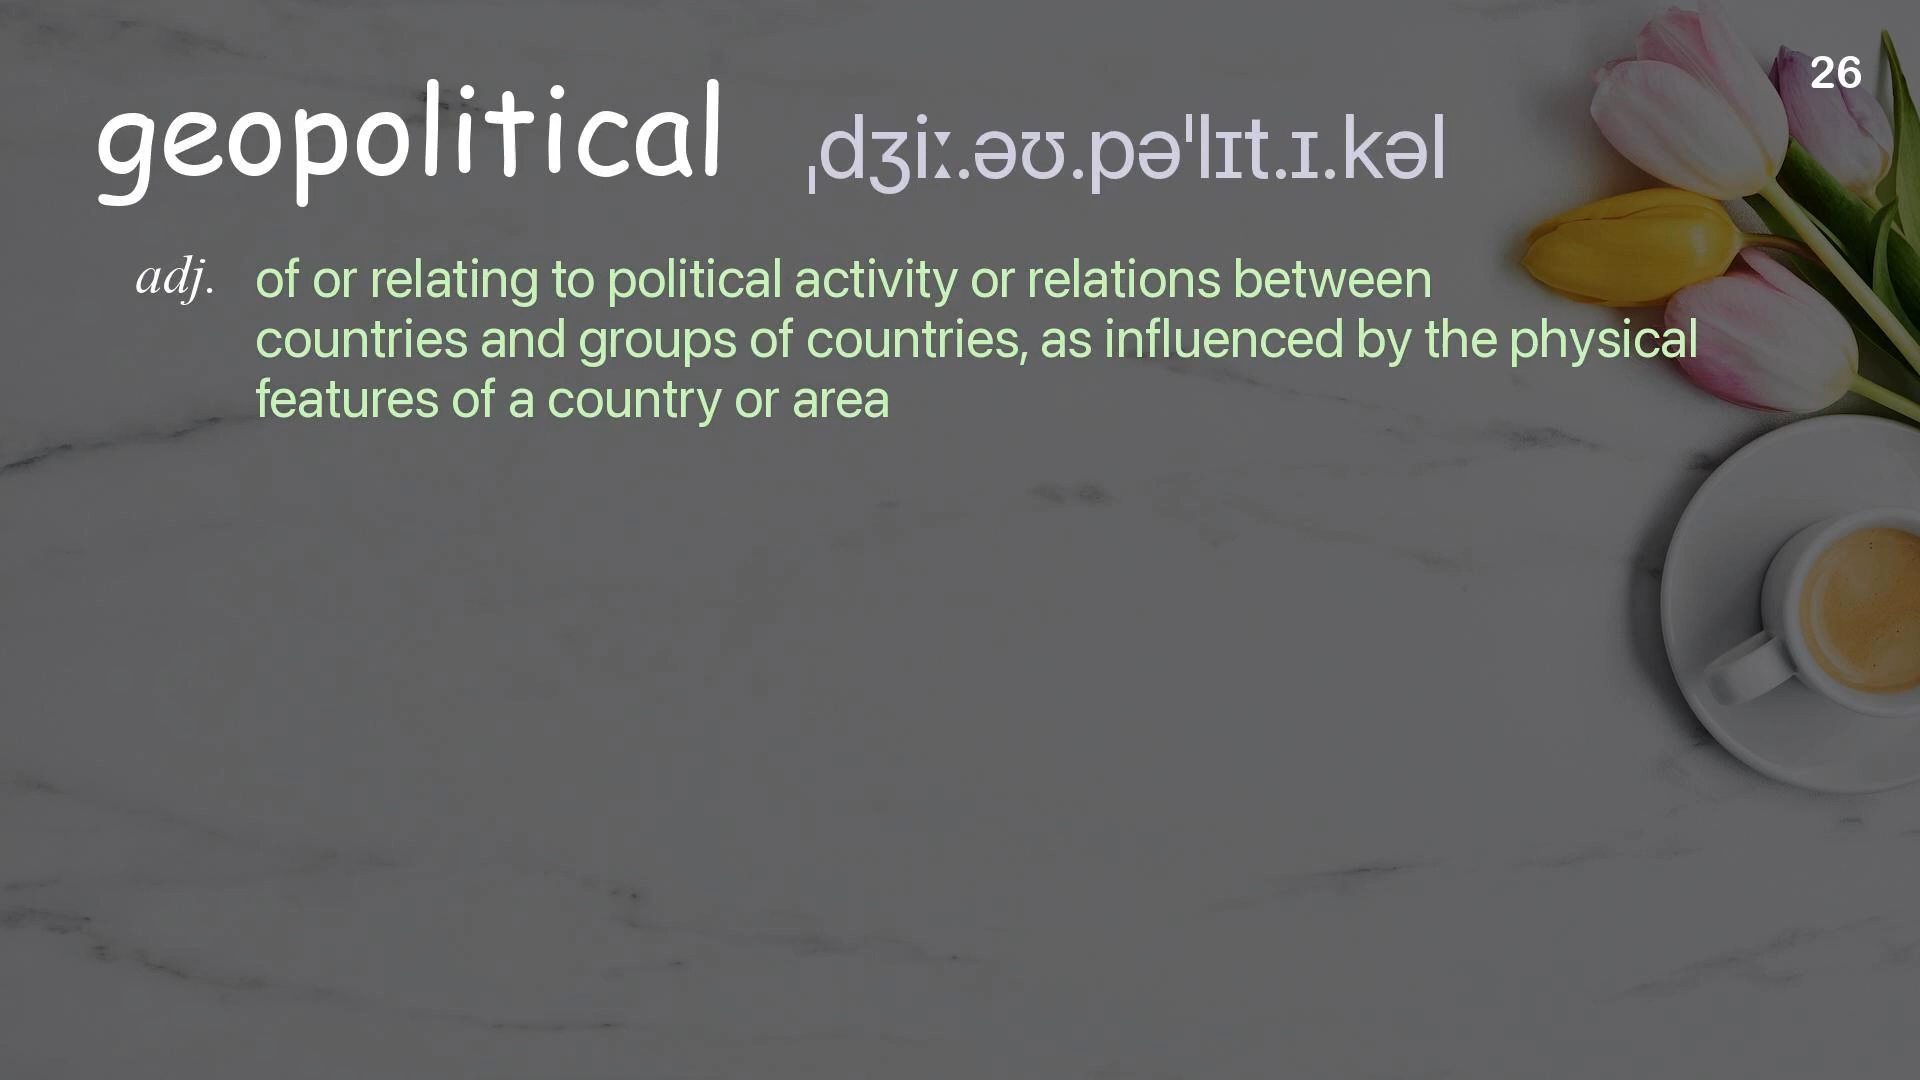 26
geopolitical ˌdʒiː.əʊ.pəˈlɪt.ɪ.kəl
adj. of or relating to political activity or relations between
countries and groups of countries, as influenced by the physical
features of a country or area